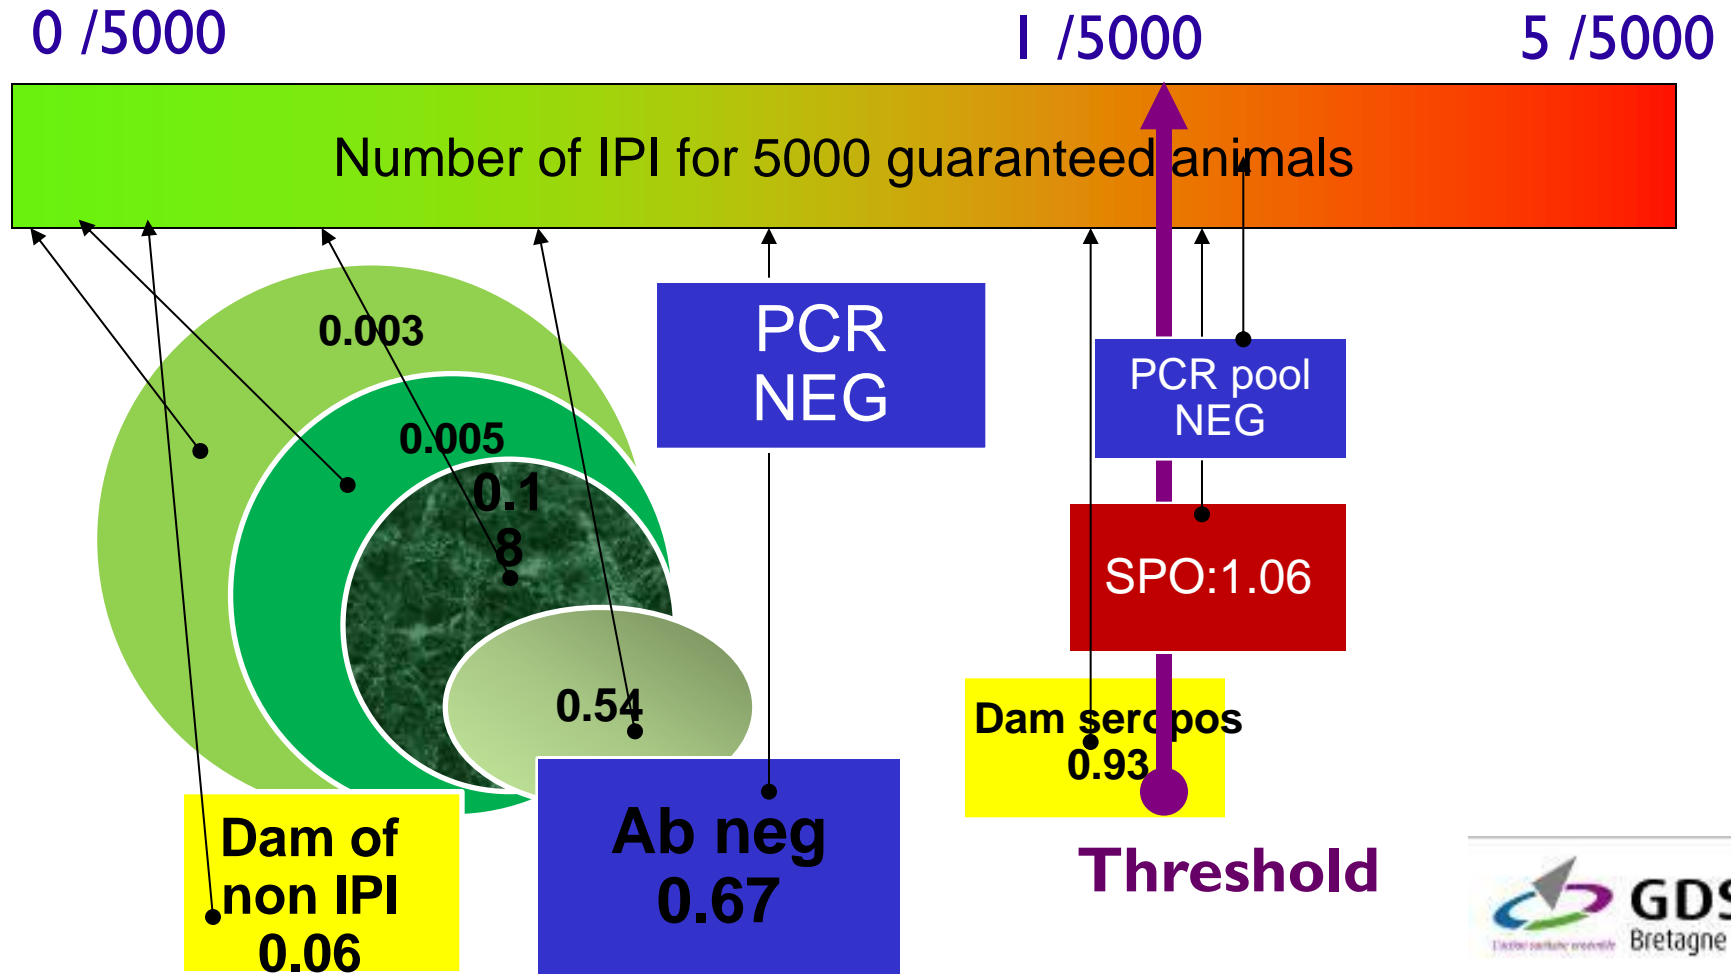 0 /5000
1 /5000
5 /5000
Number of IPI for 5000 guaranteed animals
0.003
0.005
0.1
8
0.54
PCR
NEG
PCR pool
NEG
SPO:1.06
Dam seropos
0.93
Dam of
non IPI
0.06
Ab neg
0.67
Threshold
GDS
Bretagne